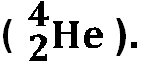 ( ⁴₂He ).